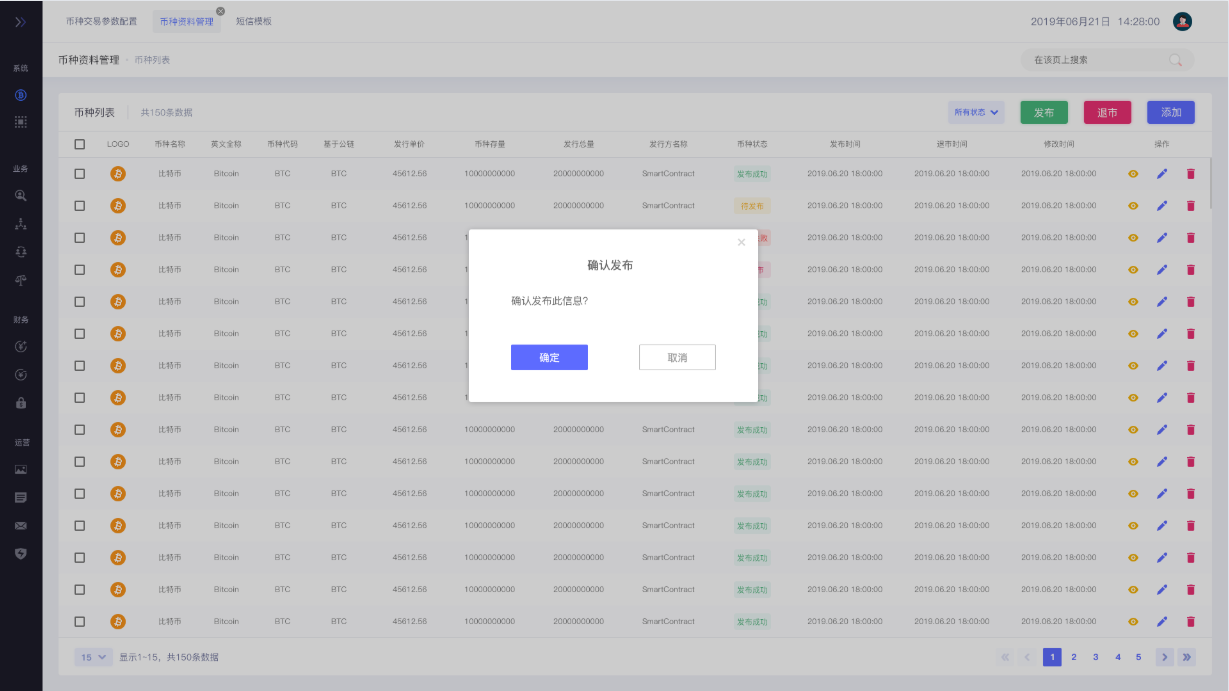 币种交易参数配置 币种资料管理 短信模板 2019年06月21日 14:28:00
币种资料管理 - 币种列表 在该页上搜索
系统
业务
财务
运营
币种列表 共150条数据 所有状态 发布 退市 添加
LOGO 币种名称 英文全称 币种代码 基于公链 发行单价 币种存量 发行总量 发行方名称 币种状态 发布时间 退市时间 修改时间 操作
比特币 Bitcoin BTC BTC 45612.56 10000000000 20000000000 SmartContract 发布成功 2019.06.20 18:00:00 2019.06.20 18:00:00 2019.06.20 18:00:00
比特币 Bitcoin BTC BTC 45612.56 10000000000 20000000000 SmartContract 待发布 2019.06.20 18:00:00 2019.06.20 18:00:00 2019.06.20 18:00:00
比特币 Bitcoin BTC BTC 45612.56 1 败 2019.06.20 18:00:00 2019.06.20 18:00:00 2019.06.20 18:00:00
比特币 Bitcoin BTC BTC 45612.56 1 市 2019.06.20 18:00:00 2019.06.20 18:00:00 2019.06.20 18:00:00
比特币 Bitcoin BTC BTC 45612.56 1 功 2019.06.20 18:00:00 2019.06.20 18:00:00 2019.06.20 18:00:00
比特币 Bitcoin BTC BTC 45612.56 1 功 2019.06.20 18:00:00 2019.06.20 18:00:00 2019.06.20 18:00:00
比特币 Bitcoin BTC BTC 45612.56 1 功 2019.06.20 18:00:00 2019.06.20 18:00:00 2019.06.20 18:00:00
比特币 Bitcoin BTC BTC 45612.56 1 功 2019.06.20 18:00:00 2019.06.20 18:00:00 2019.06.20 18:00:00
比特币 Bitcoin BTC BTC 45612.56 10000000000 20000000000 SmartContract 发布成功 2019.06.20 18:00:00 2019.06.20 18:00:00 2019.06.20 18:00:00
比特币 Bitcoin BTC BTC 45612.56 10000000000 20000000000 SmartContract 发布成功 2019.06.20 18:00:00 2019.06.20 18:00:00 2019.06.20 18:00:00
比特币 Bitcoin BTC BTC 45612.56 10000000000 20000000000 SmartContract 发布成功 2019.06.20 18:00:00 2019.06.20 18:00:00 2019.06.20 18:00:00
比特币 Bitcoin BTC BTC 45612.56 10000000000 20000000000 SmartContract 发布成功 2019.06.20 18:00:00 2019.06.20 18:00:00 2019.06.20 18:00:00
比特币 Bitcoin BTC BTC 45612.56 10000000000 20000000000 SmartContract 发布成功 2019.06.20 18:00:00 2019.06.20 18:00:00 2019.06.20 18:00:00
比特币 Bitcoin BTC BTC 45612.56 10000000000 20000000000 SmartContract 发布成功 2019.06.20 18:00:00 2019.06.20 18:00:00 2019.06.20 18:00:00
比特币 Bitcoin BTC BTC 45612.56 10000000000 20000000000 SmartContract 发布成功 2019.06.20 18:00:00 2019.06.20 18:00:00 2019.06.20 18:00:00
确认发布
确认发布此信息?
确定 取消
15 显示1~15，共150条数据 1 2 3 4 5